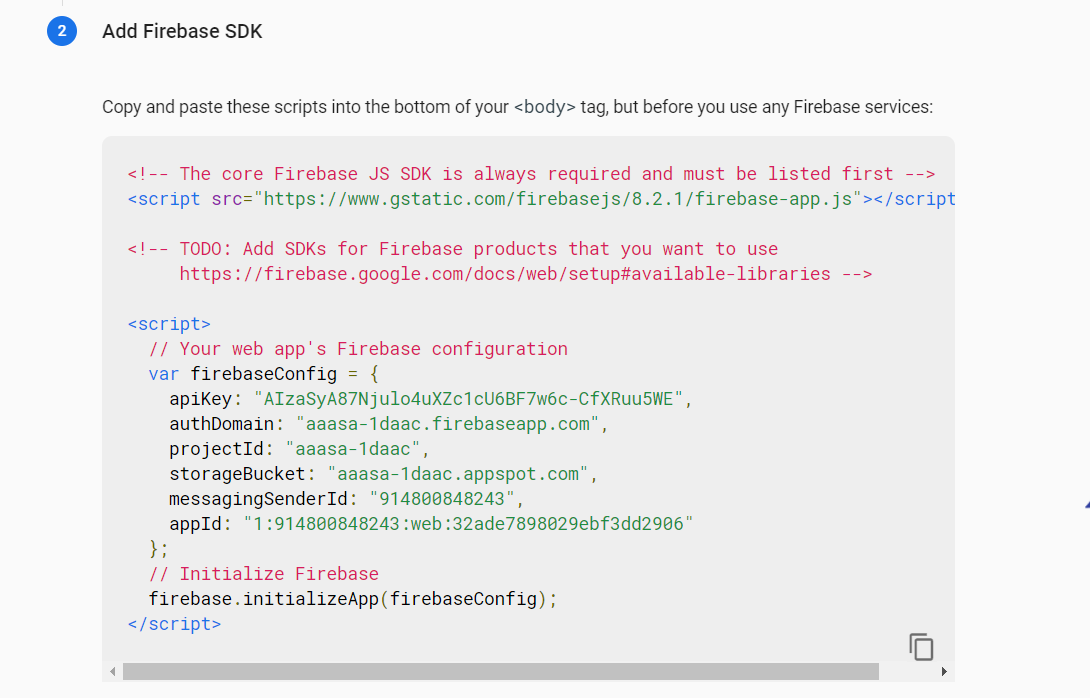 2
Add Firebase SDK
Copy and paste these scripts into the bottom of your <body> tag, but before you use any Firebase services:
<!-- The core Firebase JS SDK is always required and must be listed first -->
<script src="https://www.gstatic.com/firebasejs/8.2.1/firebase-app.js"></script
<!-- TODO: Add SDKs for Firebase products that you want to use
https://firebase.google.com/docs/web/setup#available-libraries -->
<script>
// Your web app's Firebase configuration
var firebaseConfig = {
apiKey: "AIzaSyA87Njulo4uXZc1cU6BF7w6c-CfXRuu5WE",
authDomain: "aaasa-1daac.firebaseapp.com",
projectId: "aaasa-1daac",
storageBucket: "aaasa-1daac.appspot.com",
messagingSenderId: "914800848243",
appId: "1:914800848243:web:32ade7898029ebf3dd2906"
};
// Initialize Firebase
firebase.initializeApp(firebaseConfig);
</script>